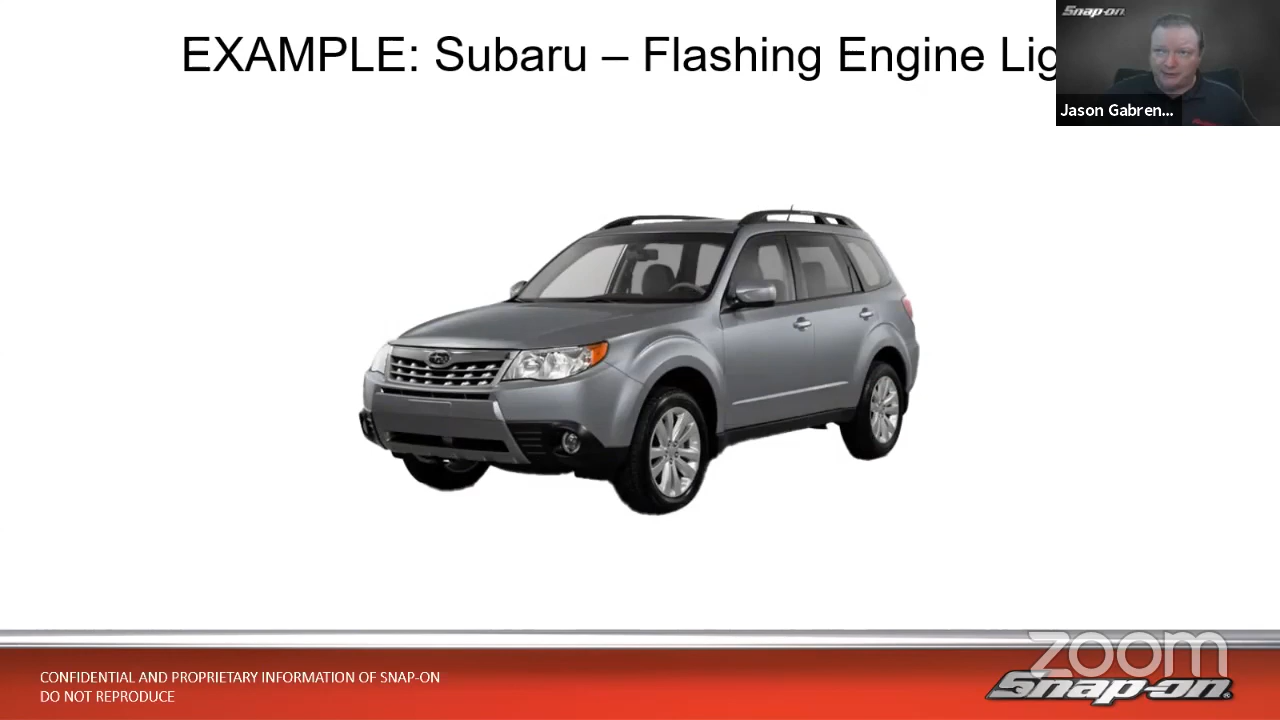 EXAMPLE: Subaru – Flashing Engine Lig
Snap-on
Jason Gabren...
CONFIDENTIAL AND PROPRIETARY INFORMATION OF SNAP-ON
DO NOT REPRODUCE
zoom
Snap-on